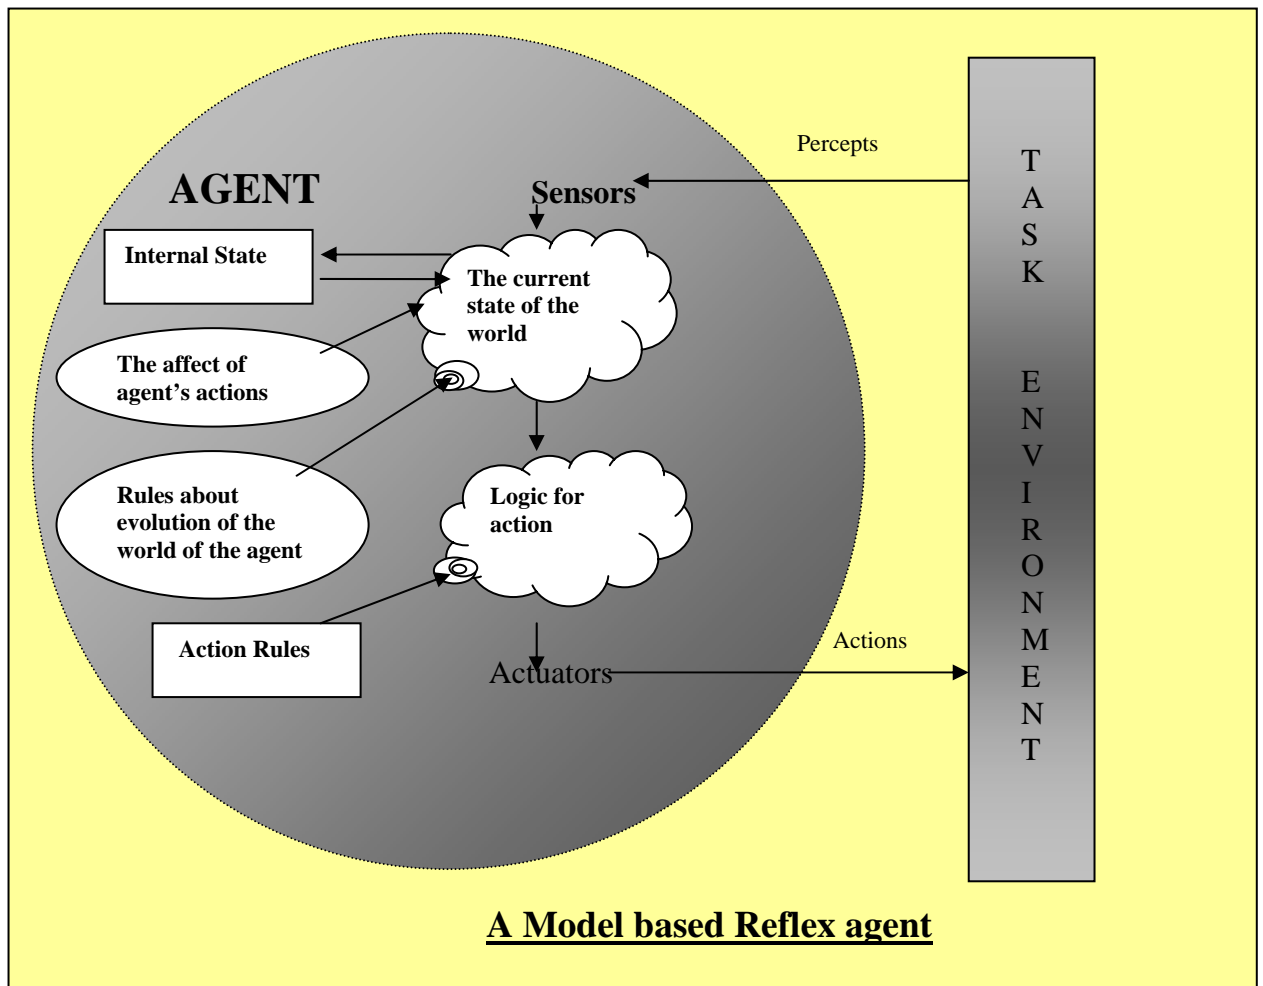 Percepts
AGENT
Sensors
Internal State
The current
state of the
world
The affect of
agent’s actions
Rules about
evolution of the
world of the agent
Logic for
action
Action Rules
Actuators
Actions
T
A
S
K
E
N
V
I
R
O
N
M
E
N
T
A Model based Reflex agent